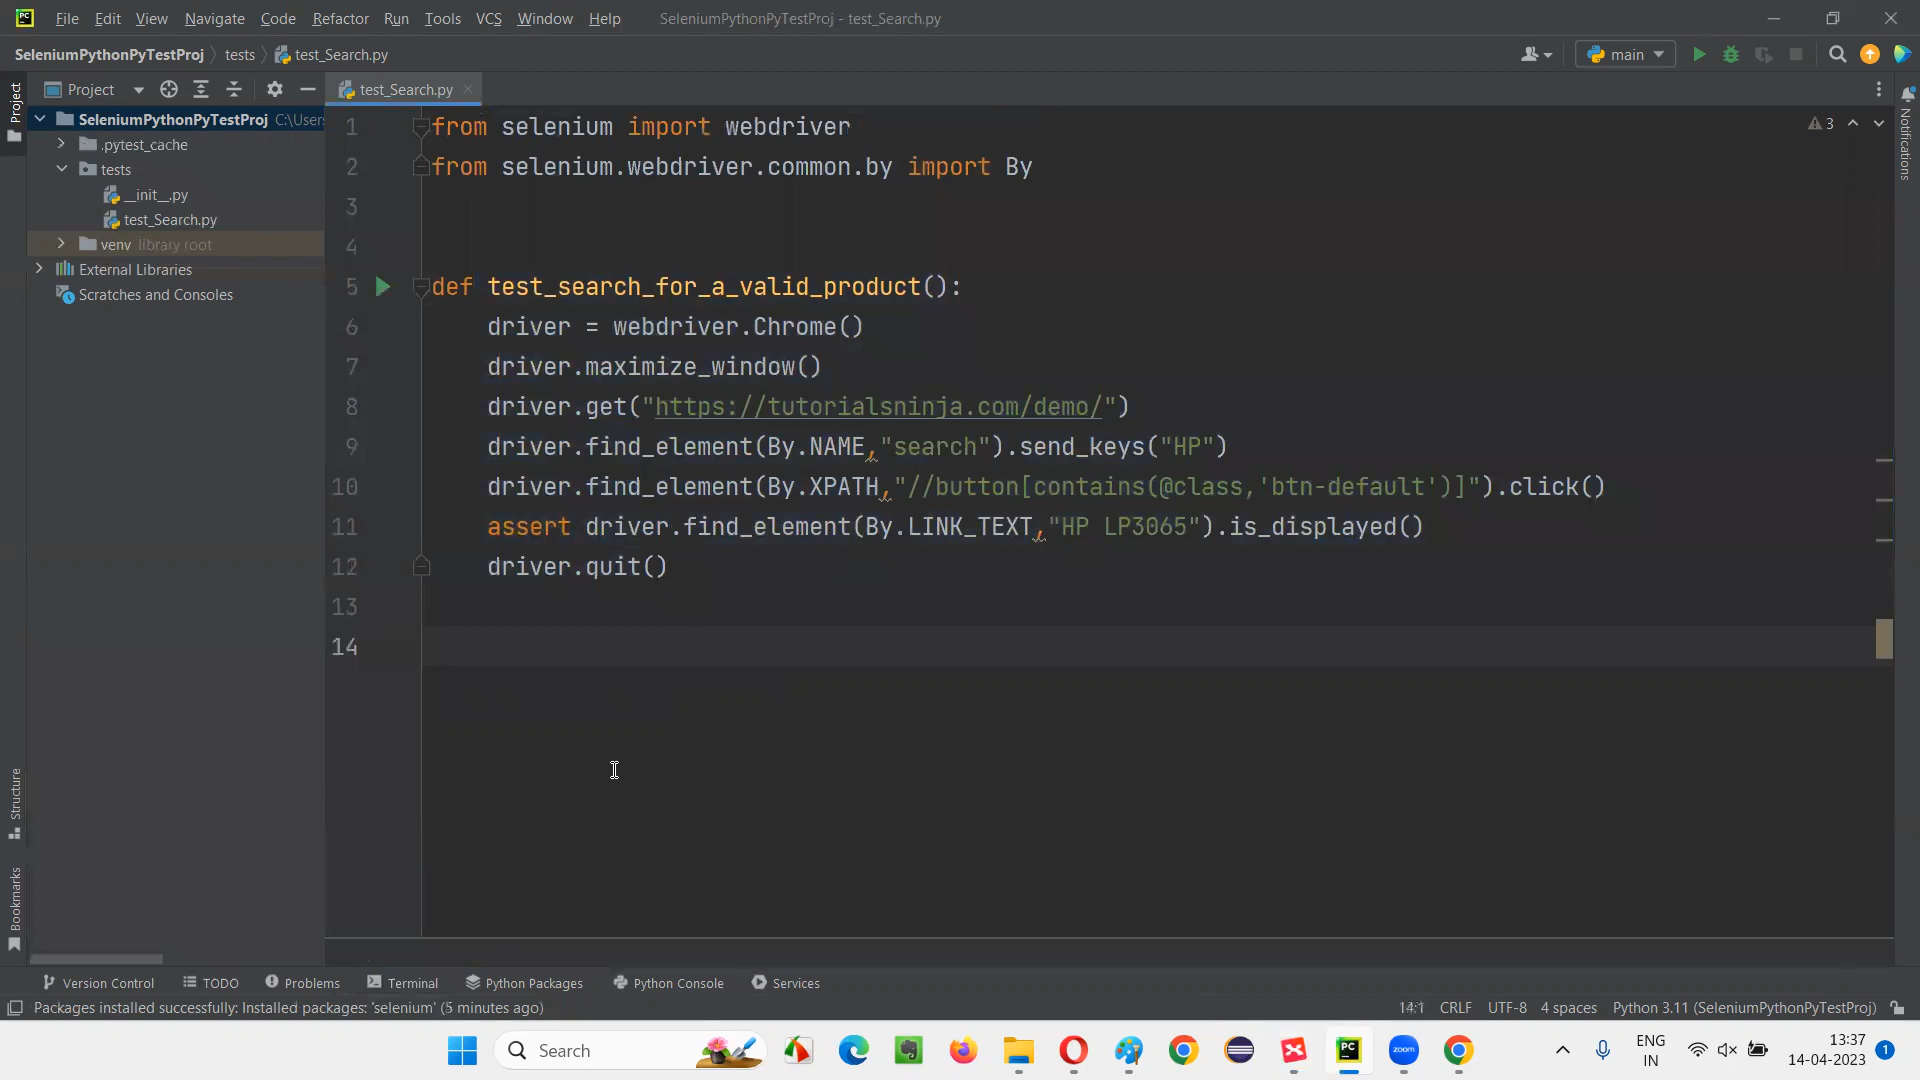 PC File Edit View Navigate Code Refactor Run Tools VCS Window Help SeleniumPythonPyTestProj - test_Search.py
SeleniumPythonPyTestProj tests test_Search.py main
Project test_Search.py
Project
SeleniumPythonPyTestProj C:\Users
.pytest_cache
tests
__init__.py
test_Search.py
venv library root
External Libraries
Scratches and Consoles
Structure
Bookmarks
Notifications
3
1 from selenium import webdriver
2 from selenium.webdriver.common.by import By
3
4
5 def test_search_for_a_valid_product():
6 driver = webdriver.Chrome()
7 driver.maximize_window()
8 driver.get("https://tutorialsninja.com/demo/")
9 driver.find_element(By.NAME,"search").send_keys("HP")
10 driver.find_element(By.XPATH,"//button[contains(@class,'btn-default')]").click()
11 assert driver.find_element(By.LINK_TEXT,"HP LP3065").is_displayed()
12 driver.quit()
13
14
Version Control TODO Problems Terminal Python Packages Python Console Services
Packages installed successfully: Installed packages: 'selenium' (5 minutes ago) 14:1 CRLF UTF-8 4 spaces Python 3.11 (SeleniumPythonPyTestProj)
Search PC zoom ENG 13:37
IN 14-04-2023 1